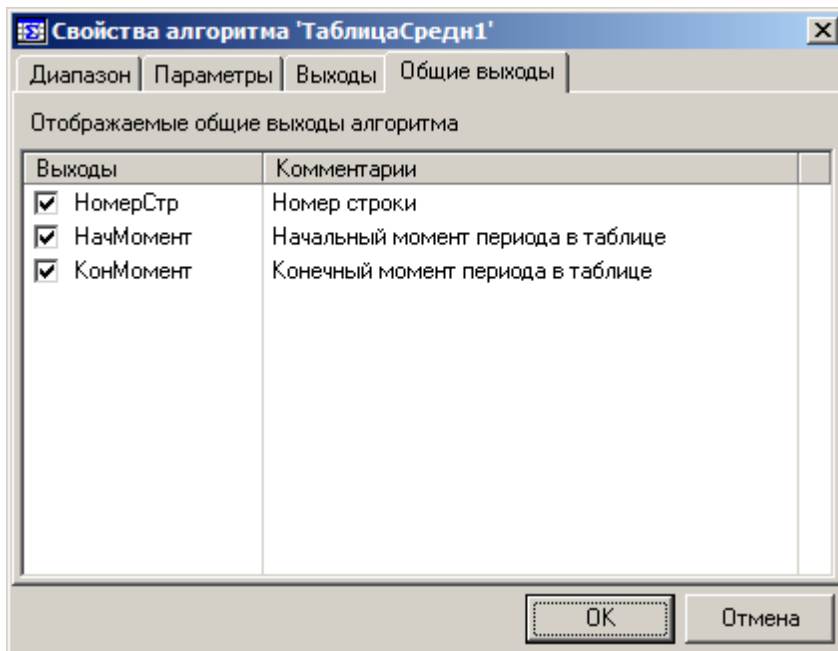 Свойства алгоритма 'ТаблицаСредн1'
Диапазон Параметры Выходы Общие выходы
Отображаемые общие выходы алгоритма
Выходы Комментарии
НомерСтр Номер строки
НачМомент Начальный момент периода в таблице
КонМомент Конечный момент периода в таблице
OK Отмена